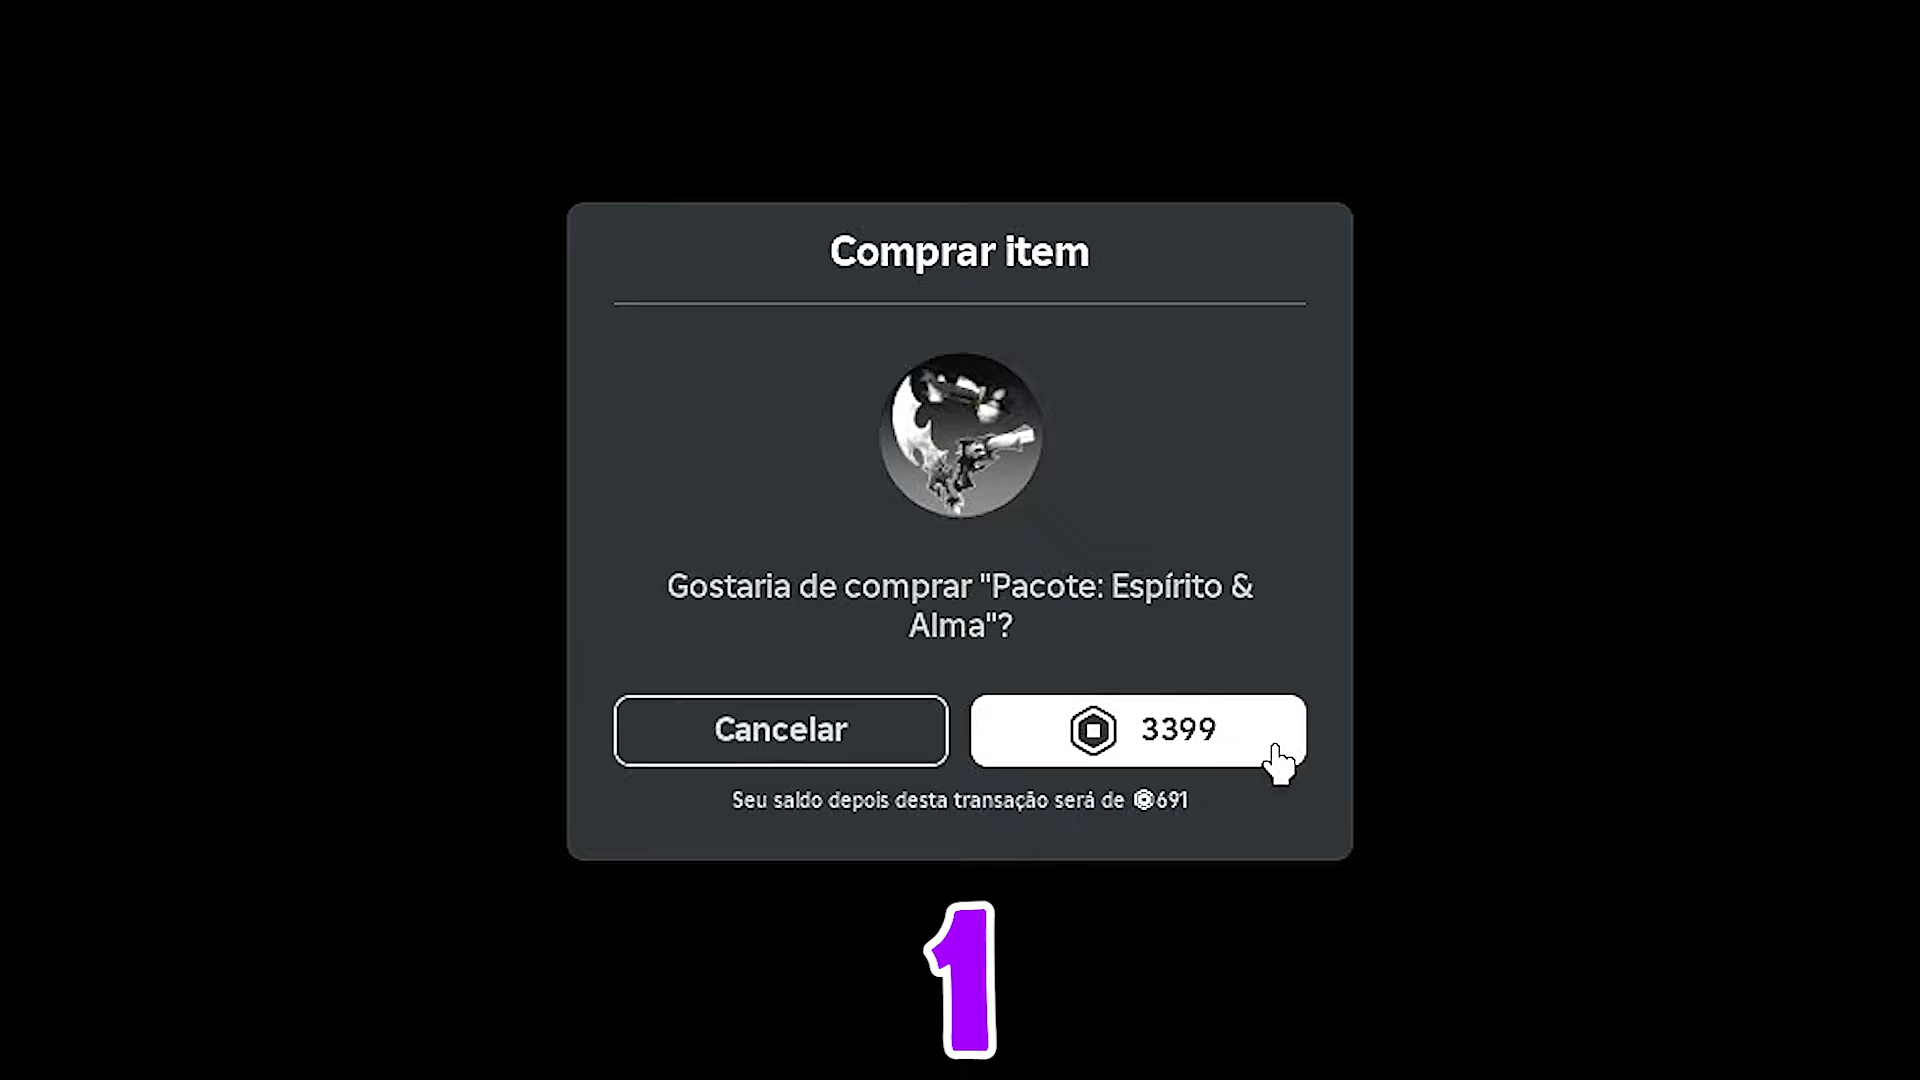 Comprar item
Gostaria de comprar "Pacote: Espírito &
Alma"?
Cancelar
3399
Seu saldo depois desta transação será de 691
1